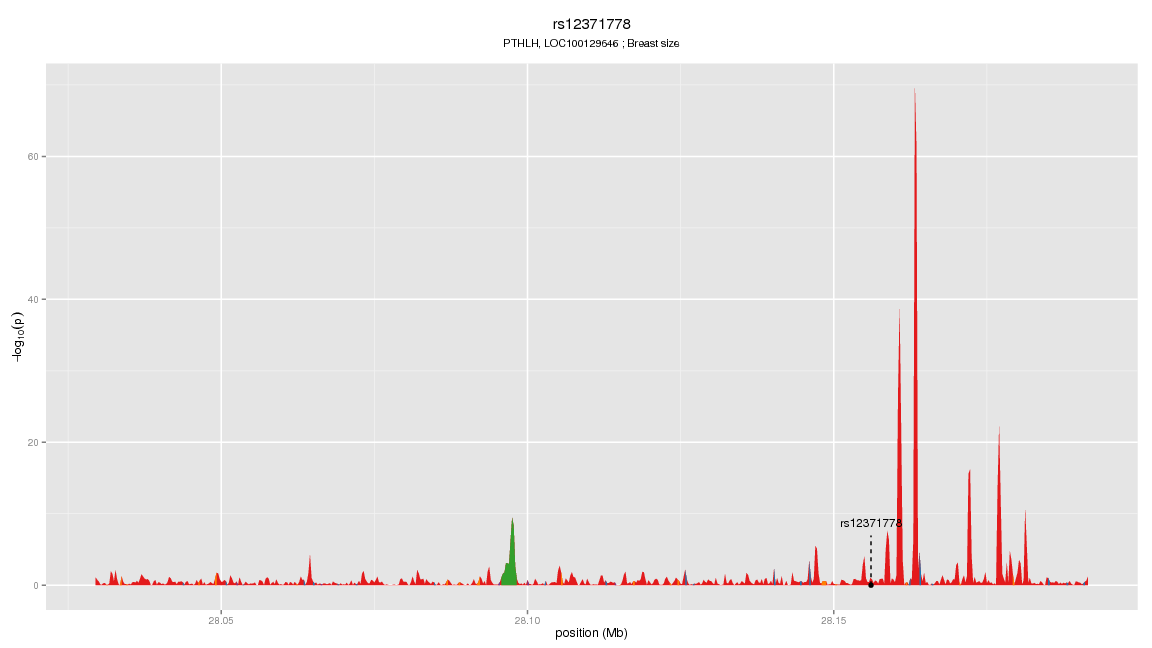 rs12371778
PTHLH, LOC100129646 ; Breast size
60
40
20
0
−log10(p)
rs12371778
28.05
28.10
28.15
position (Mb)